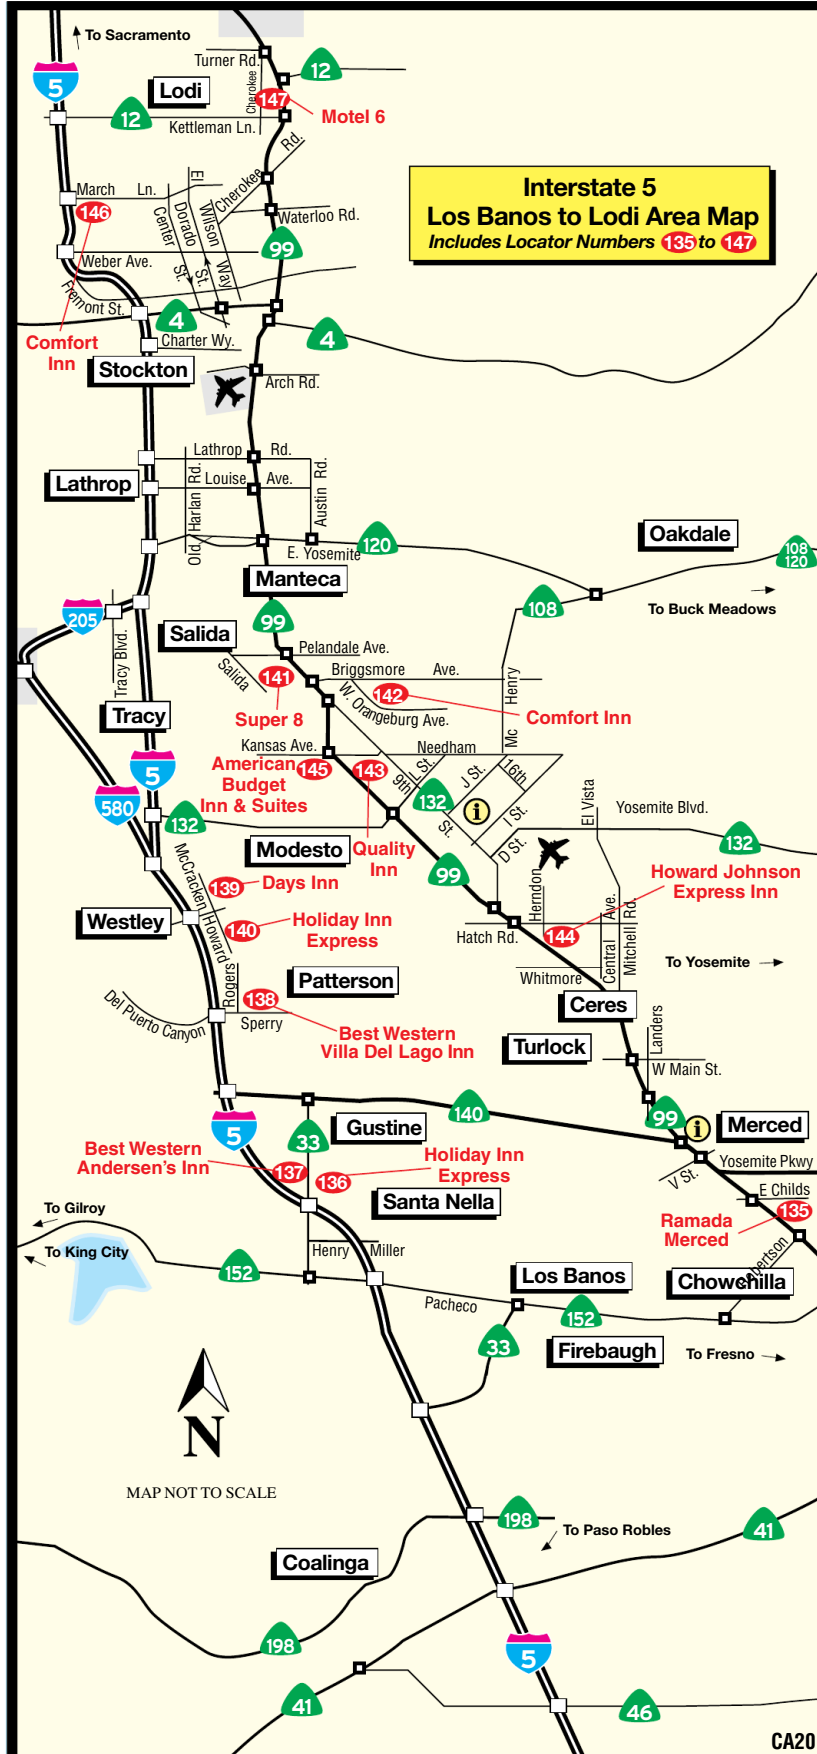 To Sacramento
5
Lodi
Turner Rd.
Cherokee
12
147
Motel 6
12
Kettleman Ln.
Cherokee Rd.
March Ln.
146
El Dorado St.
Center St.
Wilson Way
Waterloo Rd.
99
Weber Ave.
Fremont St.
4
4
Charter Wy.
Comfort
Inn
Stockton
Arch Rd.
Interstate 5
Los Banos to Lodi Area Map
Includes Locator Numbers 135 to 147
Lathrop Rd.
Lathrop
Louise Ave.
Old Harlan Rd.
Austin Rd.
E. Yosemite
120
Oakdale
108
120
Manteca
108
To Buck Meadows
205
Tracy Blvd.
99
Salida
Pelandale Ave.
Salida
141
Super 8
Briggsmore Ave.
142
W. Orangeburg Ave.
Comfort Inn
Mc Henry
Tracy
Kansas Ave.
Needham
American
Budget
Inn & Suites
145
143
9th St.
L St.
J St.
16th
I St.
D St.
i
132
5
580
132
El Vista
Yosemite Blvd.
132
Modesto
Quality
Inn
99
McCracken
139
Days Inn
Howard Johnson
Express Inn
Herndon
Westley
Howard
140
Holiday Inn
Express
Hatch Rd.
144
Central Ave.
Mitchell Rd.
Whitmore
To Yosemite
Rogers
Patterson
138
Sperry
Del Puerto Canyon
Best Western
Villa Del Lago Inn
Ceres
Turlock
Landers
W Main St.
140
99
i
Merced
5
33
Gustine
Yosemite Pkwy
V St.
Best Western
Andersen's Inn
137
136
Holiday Inn
Express
Santa Nella
E Childs
135
Ramada
Merced
To Gilroy
To King City
Henry Miller
152
Robertson
Los Banos
Chowchilla
Pacheco
152
33
Firebaugh
To Fresno
N
MAP NOT TO SCALE
198
To Paso Robles
41
Coalinga
198
5
41
46
CA20